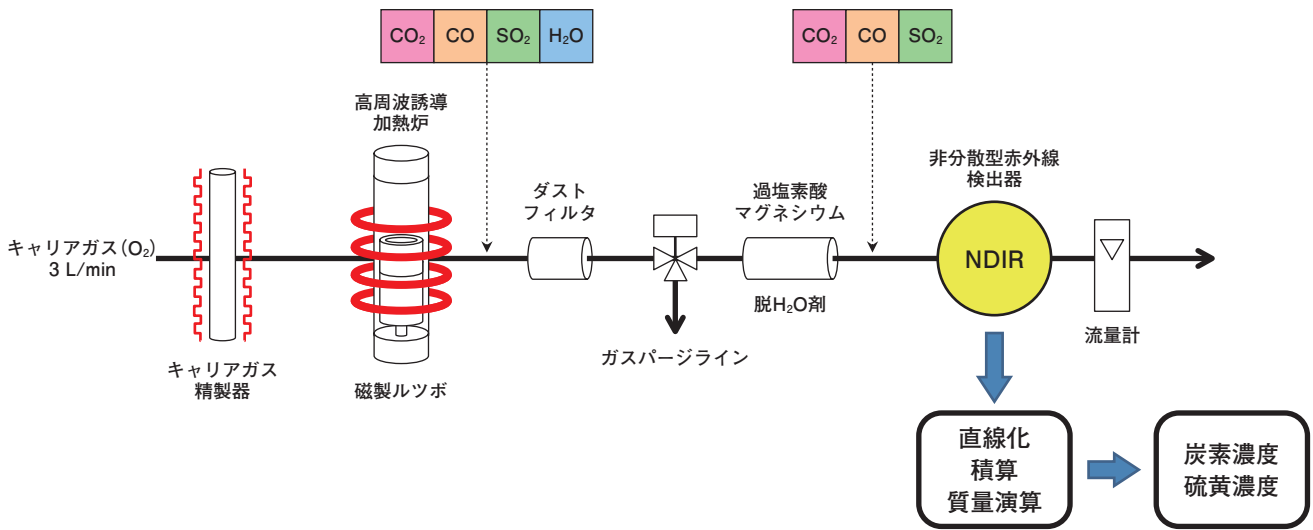 CO₂ CO SO₂ H₂O
CO₂ CO SO₂
高周波誘導
加熱炉
非分散型赤外線
検出器
ダスト
フィルタ
過塩素酸
マグネシウム
キャリアガス(O₂)
3 L/min
NDIR
脱H₂O剤
ガスパージライン
流量計
キャリアガス
精製器
磁製ルツボ
直線化
積算
質量演算
炭素濃度
硫黄濃度